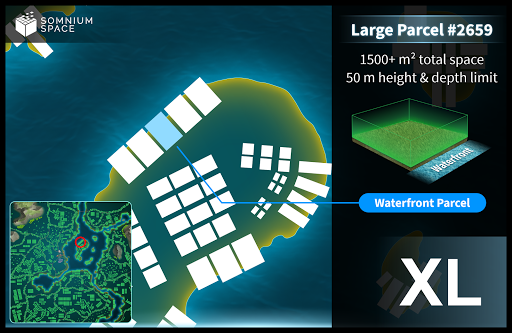 SOMNIUM
SPACE
Large Parcel #2659
1500+ m² total space
50 m height & depth limit
Waterfront
Waterfront Parcel
XL